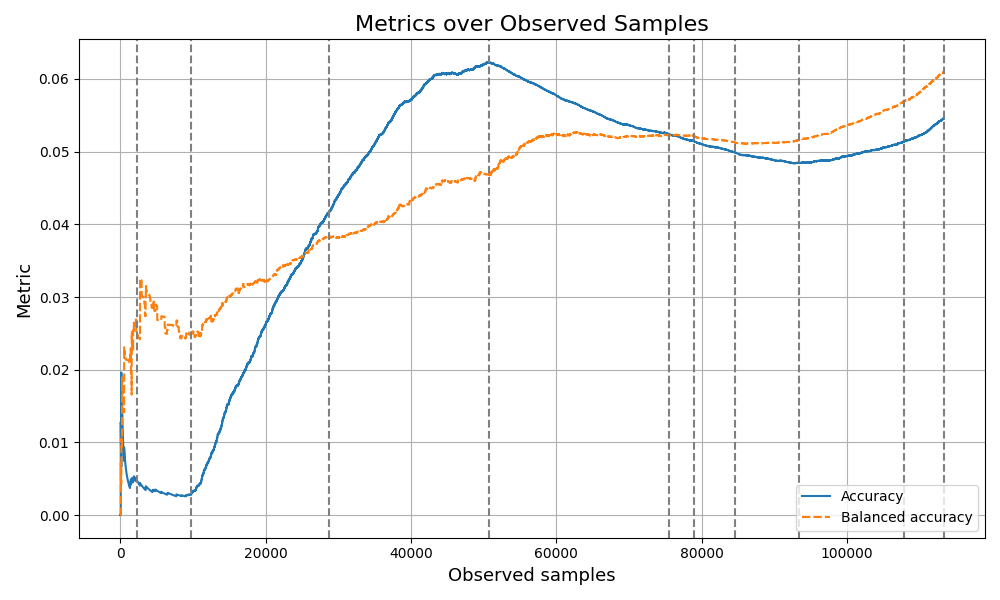 Metrics over Observed Samples
Metric
0.06
0.05
0.04
0.03
0.02
0.01
0.00
0
20000
40000
60000
80000
100000
Observed samples
Accuracy
Balanced accuracy